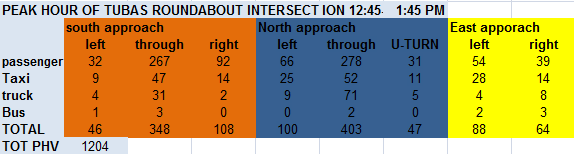 PEAK HOUR OF TUBAS ROUNDABOUT INTERSECT ION 12:45 1:45 PM
south approach North approach East apporach
left through right left through U-TURN left right
passenger 32 267 92 66 278 31 54 39
Taxi 9 47 14 25 52 11 28 14
truck 4 31 2 9 71 5 4 8
Bus 1 3 0 0 2 0 2 3
TOTAL 46 348 108 100 403 47 88 64
TOT PHV 1204